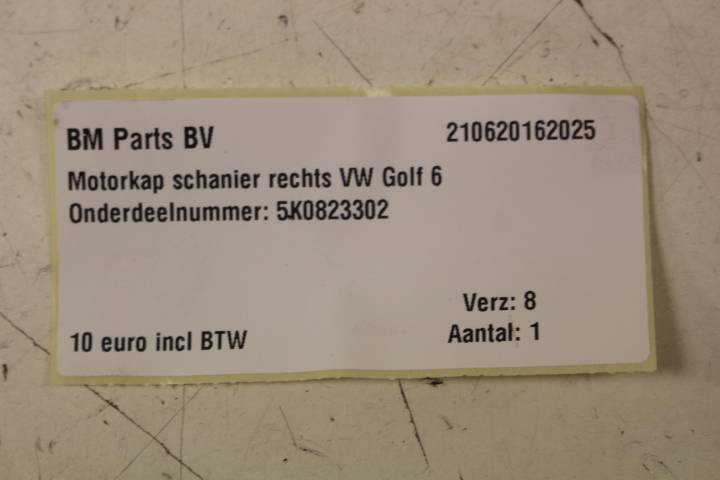 BM Parts BV 210620162025
Motorkap schanier rechts VW Golf 6
Onderdeelnummer: 5K0823302
Verz: 8
10 euro incl BTW Aantal: 1